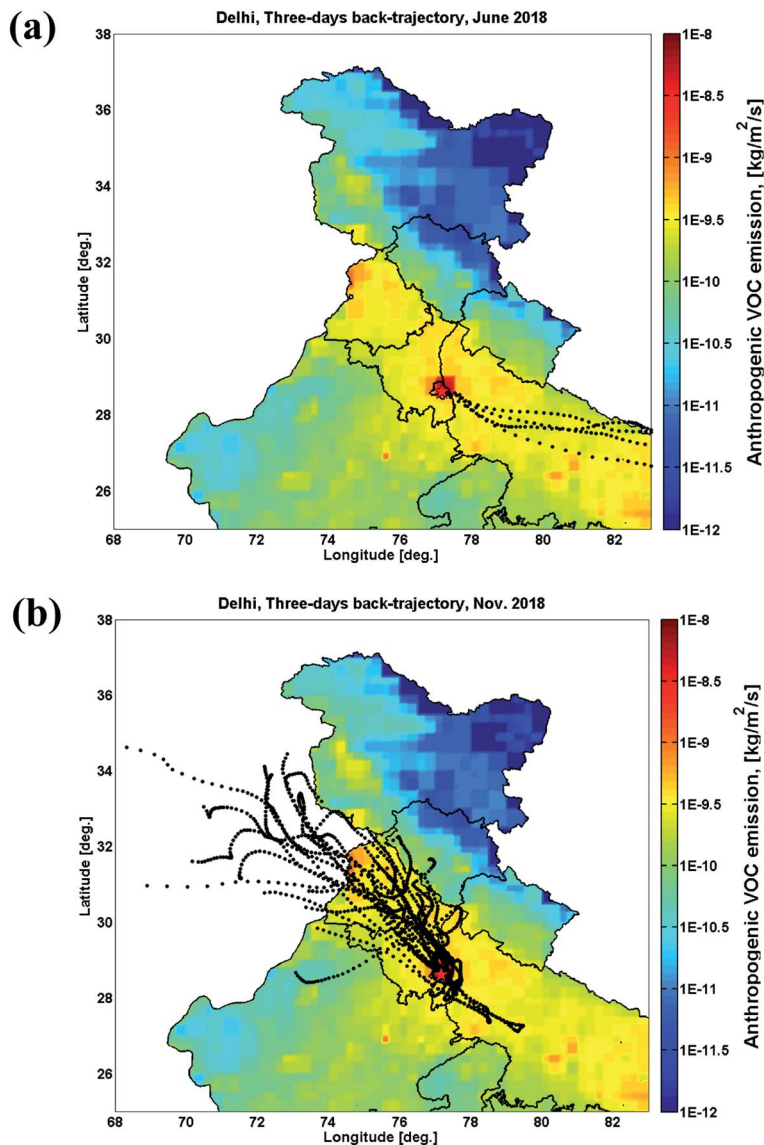 (a)
Delhi, Three-days back-trajectory, June 2018
38
36
34
32
30
28
26
Latitude [deg.]
68 70 72 74 76 78 80 82
Longitude [deg.]
1E-8
1E-8.5
1E-9
1E-9.5
1E-10
1E-10.5
1E-11
1E-11.5
1E-12
Anthropogenic VOC emission, [kg/m²/s]
(b)
Delhi, Three-days back-trajectory, Nov. 2018
38
36
34
32
30
28
26
Latitude [deg.]
68 70 72 74 76 78 80 82
Longitude [deg.]
1E-8
1E-8.5
1E-9
1E-9.5
1E-10
1E-10.5
1E-11
1E-11.5
1E-12
Anthropogenic VOC emission, [kg/m²/s]